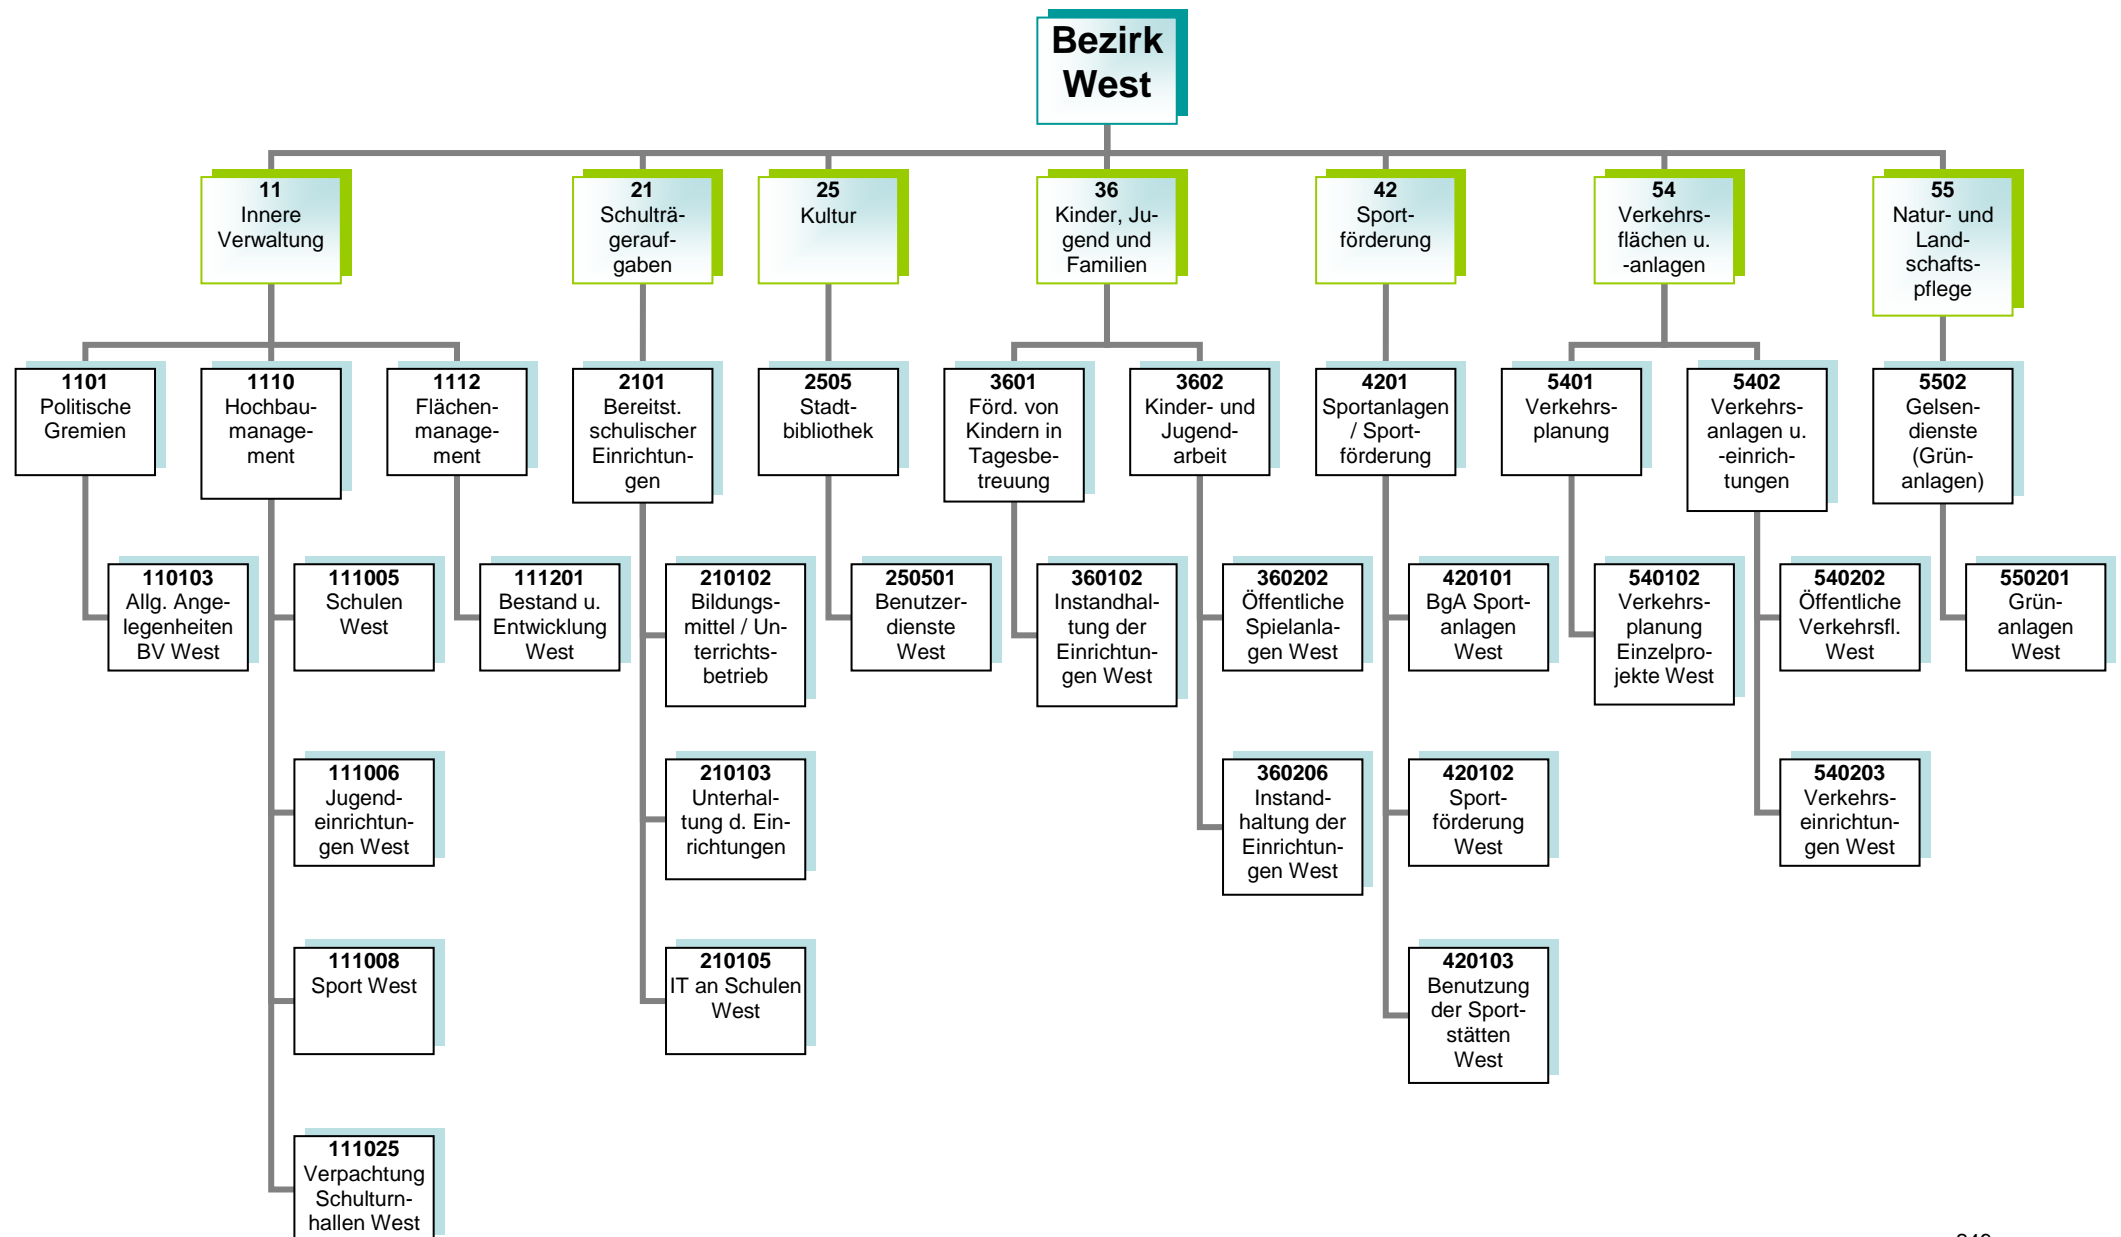 Bezirk
West
11
Innere
Verwaltung
21
Schulträ-
gerauf-
gaben
25
Kultur
36
Kinder, Ju-
gend und
Familien
42
Sport-
förderung
54
Verkehrs-
flächen u.
-anlagen
55
Natur- und
Land-
schafts-
pflege
1101
Politische
Gremien
1110
Hochbau-
manage-
ment
1112
Flächen-
manage-
ment
2101
Bereitst.
schulischer
Einrichtun-
gen
2505
Stadt-
bibliothek
3601
Förd. von
Kindern in
Tagesbe-
treuung
3602
Kinder- und
Jugend-
arbeit
4201
Sportanlagen
/ Sport-
förderung
5401
Verkehrs-
planung
5402
Verkehrs-
anlagen u.
-einrich-
tungen
5502
Gelsen-
dienste
(Grün-
anlagen)
110103
Allg. Ange-
legenheiten
BV West
111005
Schulen
West
111201
Bestand u.
Entwicklung
West
210102
Bildungs-
mittel / Un-
terrichts-
betrieb
250501
Benutzer-
dienste
West
360102
Instandhal-
tung der
Einrichtun-
gen West
360202
Öffentliche
Spielanla-
gen West
420101
BgA Sport-
anlagen
West
540102
Verkehrs-
planung
Einzelpro-
jekte West
540202
Öffentliche
Verkehrsfl.
West
550201
Grün-
anlagen
West
111006
Jugend-
einrichtun-
gen West
210103
Unterhal-
tung d. Ein-
richtungen
360206
Instand-
haltung der
Einrichtun-
gen West
420102
Sport-
förderung
West
540203
Verkehrs-
einrichtun-
gen West
111008
Sport West
210105
IT an Schulen
West
420103
Benutzung
der Sport-
stätten
West
111025
Verpachtung
Schulturn-
hallen West